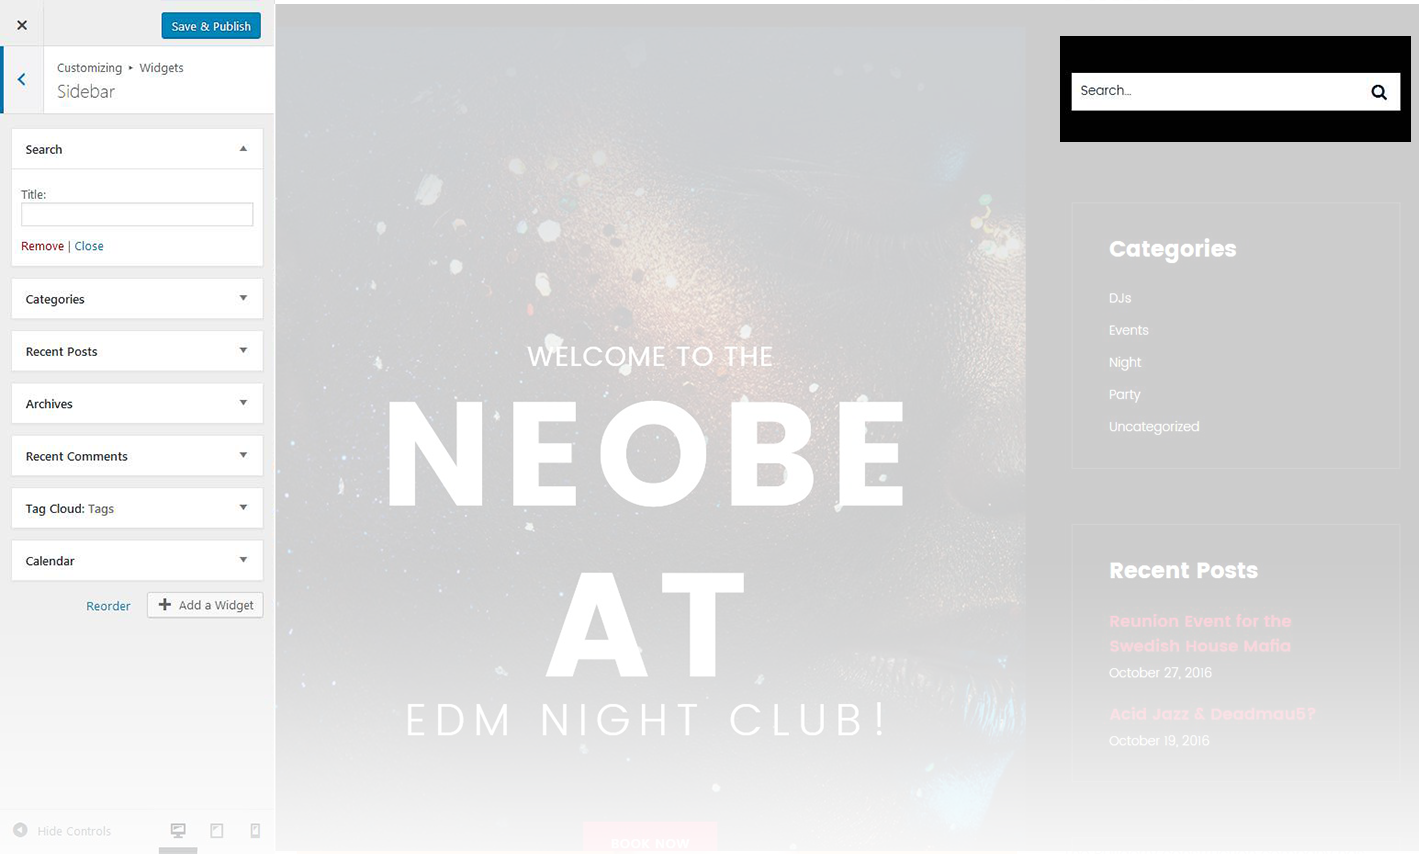 Save & Publish
Customizing ▸ Widgets
Sidebar
Search
Title:
Remove | Close
Categories
Recent Posts
Archives
Recent Comments
Tag Cloud: Tags
Calendar
Reorder
Add a Widget
Hide Controls
WELCOME TO THE
NEOBE
AT
EDM NIGHT CLUB!
BOOK NOW
Search...
Categories
DJs
Events
Night
Party
Uncategorized
Recent Posts
Reunion Event for the
Swedish House Mafia
October 27, 2016
Acid Jazz & Deadmau5?
October 19, 2016